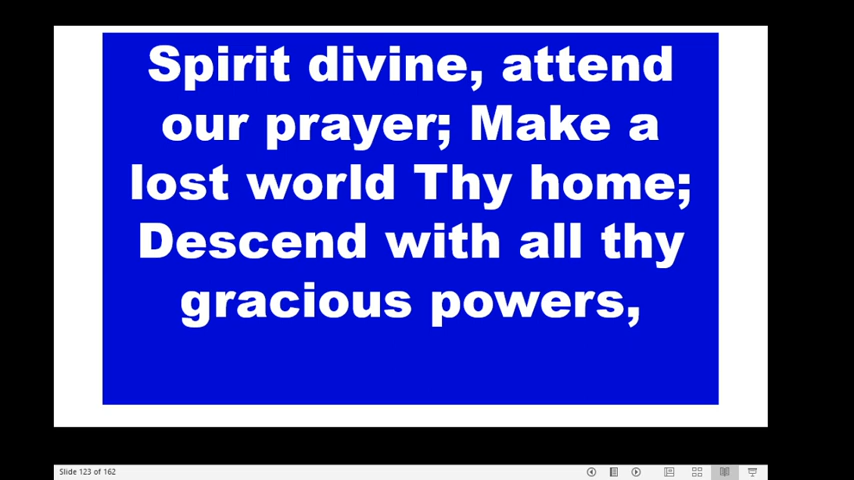 Spirit divine, attend
our prayer; Make a
lost world Thy home;
Descend with all thy
gracious powers,
Slide 123 of 162